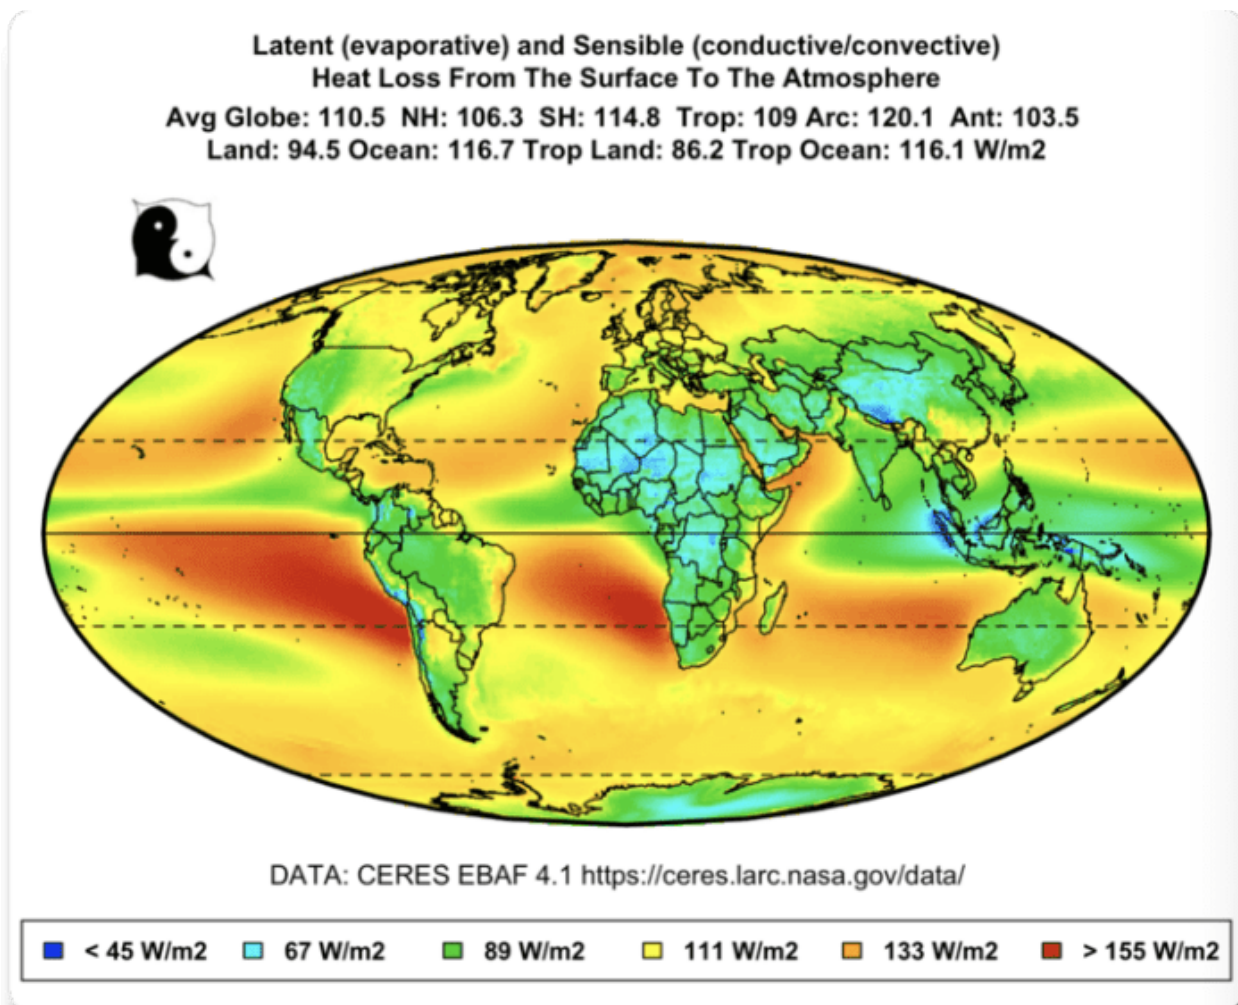 Latent (evaporative) and Sensible (conductive/convective)
Heat Loss From The Surface To The Atmosphere
Avg Globe: 110.5 NH: 106.3 SH: 114.8 Trop: 109 Arc: 120.1 Ant: 103.5
Land: 94.5 Ocean: 116.7 Trop Land: 86.2 Trop Ocean: 116.1 W/m2
DATA: CERES EBAF 4.1 https://ceres.larc.nasa.gov/data/
< 45 W/m2 67 W/m2 89 W/m2 111 W/m2 133 W/m2 > 155 W/m2